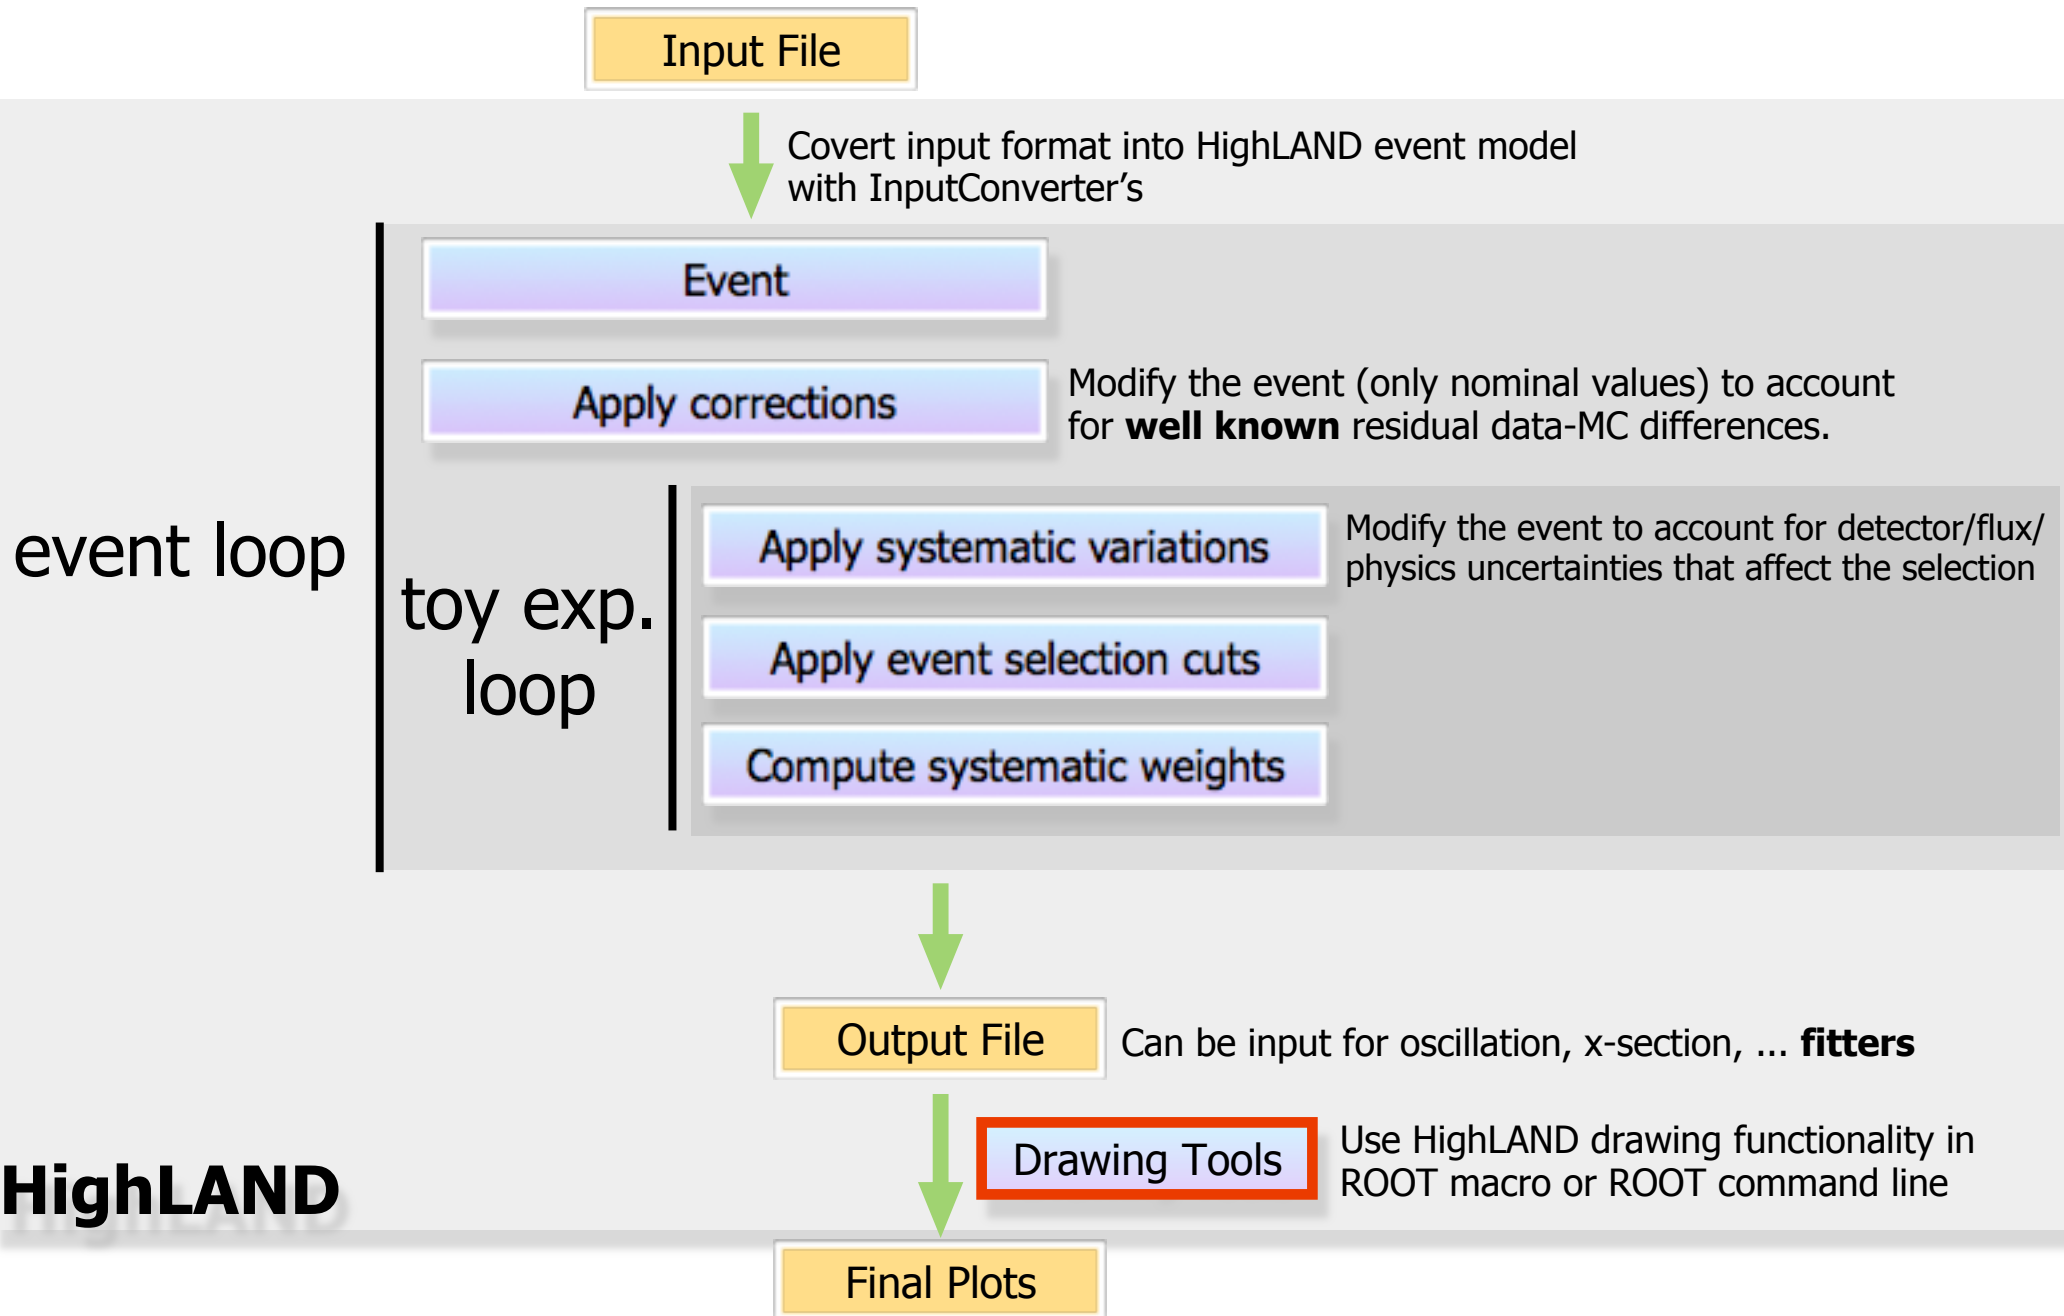 Input File
Covert input format into HighLAND event model
with InputConverter’s
Event
Apply corrections
Modify the event (only nominal values) to account
for well known residual data-MC differences.
event loop
toy exp.
loop
Apply systematic variations
Modify the event to account for detector/flux/
physics uncertainties that affect the selection
Apply event selection cuts
Compute systematic weights
Output File
Can be input for oscillation, x-section, ... fitters
Drawing Tools
Use HighLAND drawing functionality in
ROOT macro or ROOT command line
HighLAND
Final Plots